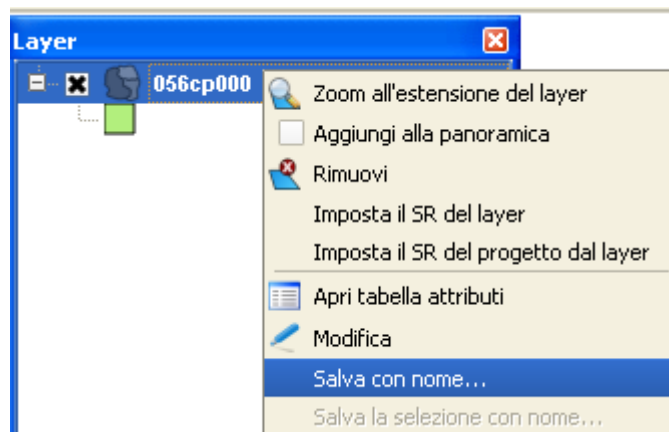 Layer
056cp000
Zoom all'estensione del layer
Aggiungi alla panoramica
Rimuovi
Imposta il SR del layer
Imposta il SR del progetto dal layer
Apri tabella attributi
Modifica
Salva con nome...
Salva la selezione con nome...